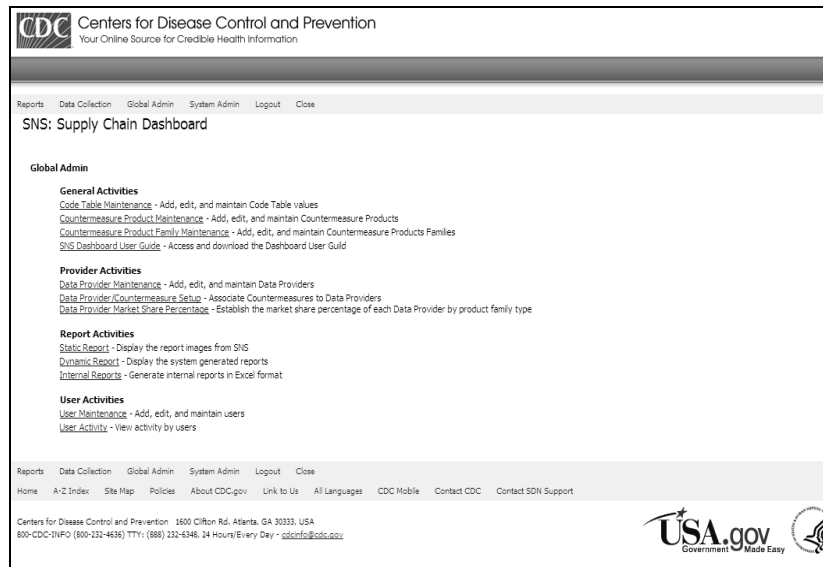 CDC
Centers for Disease Control and Prevention
Your Online Source for Credible Health Information
Reports Data Collection Global Admin System Admin Logout Close
SNS: Supply Chain Dashboard
Global Admin
General Activities
Code Table Maintenance - Add, edit, and maintain Code Table values
Countermeasure Product Maintenance - Add, edit, and maintain Countermeasure Products
Countermeasure Product Family Maintenance - Add, edit, and maintain Countermeasure Products Families
SNS Dashboard User Guide - Access and download the Dashboard User Guild
Provider Activities
Data Provider Maintenance - Add, edit, and maintain Data Providers
Data Provider/Countermeasure Setup - Associate Countermeasures to Data Providers
Data Provider Market Share Percentage - Establish the market share percentage of each Data Provider by product family type
Report Activities
Static Report - Display the report images from SNS
Dynamic Report - Display the system generated reports
Internal Reports - Generate internal reports in Excel format
User Activities
User Maintenance - Add, edit, and maintain users
User Activity - View activity by users
Reports Data Collection Global Admin System Admin Logout Close
Home A-Z Index Site Map Policies About CDC.gov Link to Us All Languages CDC Mobile Contact CDC Contact SDN Support
Centers for Disease Control and Prevention 1600 Clifton Rd. Atlanta, GA 30333, USA
800-CDC-INFO (800-232-4636) TTY: (888) 232-6348, 24 Hours/Every Day - cdcinfo@cdc.gov
USA.gov
Government Made Easy